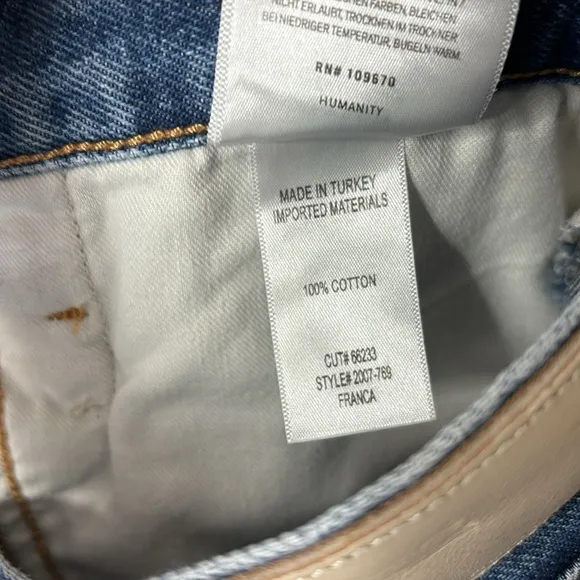 NICHT ERLAUBT, TROCKNEN IM TROCKNER
BEI NIEDRIGER TEMPERATUR, BUGELN WARM.
RN# 109670
HUMANITY
MADE IN TURKEY
IMPORTED MATERIALS
100% COTTON
CUT# 66233
STYLE# 2007-769
FRANCA